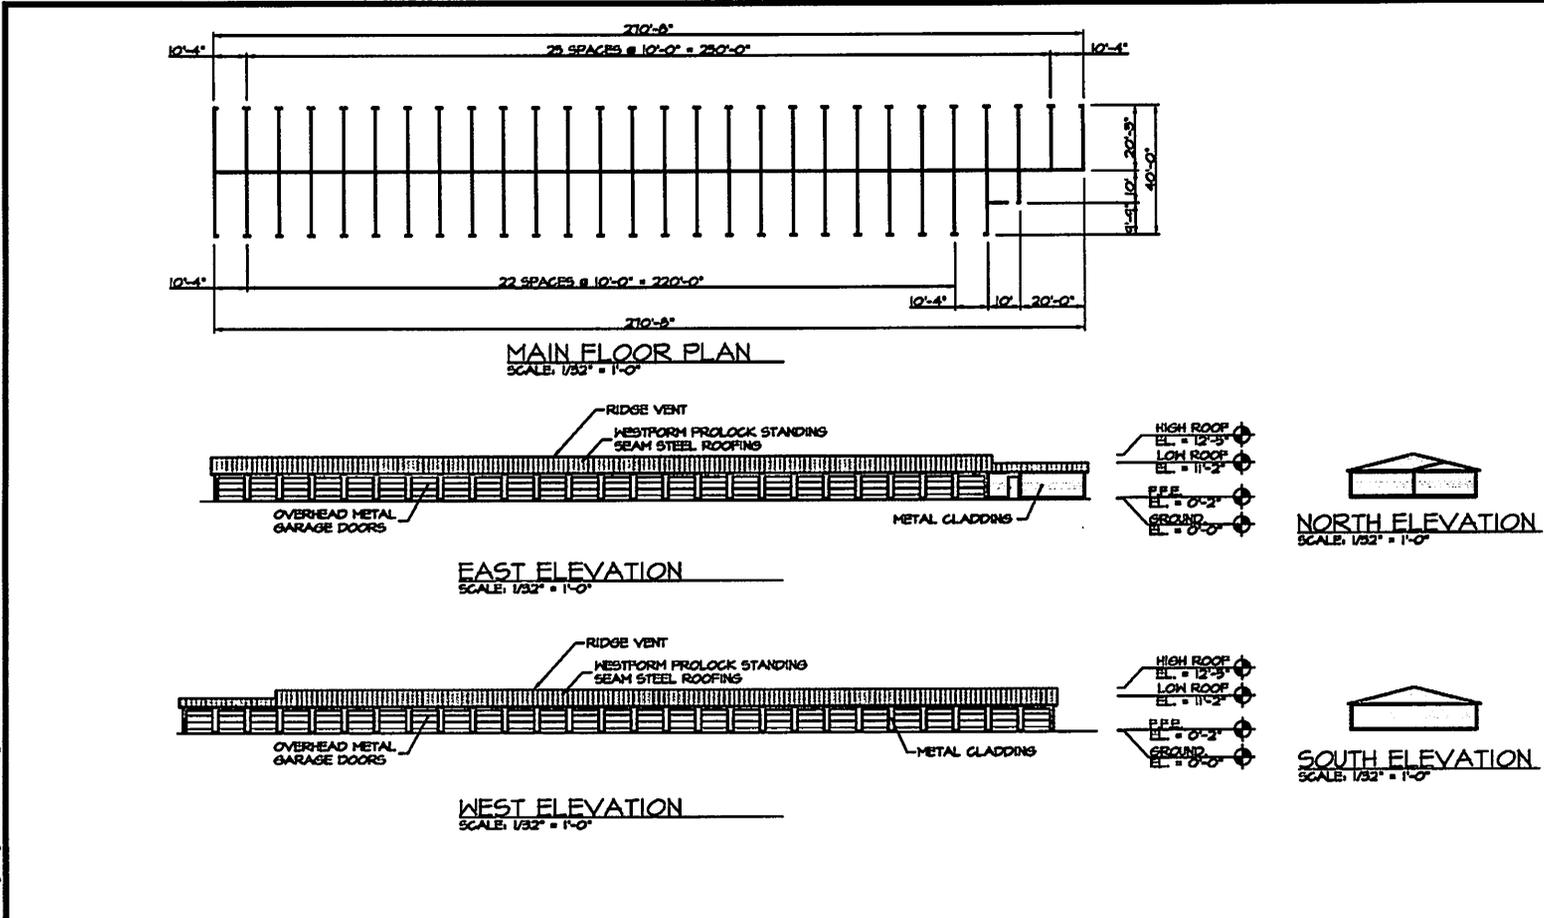 270'-8"
10'-4" 25 SPACES @ 10'-0" = 250'-0" 10'-4"
20'-3"
10'
9'-9"
40'-0"
10'-4" 22 SPACES @ 10'-0" = 220'-0"
10'-4" 10' 20'-0"
270'-8"
MAIN FLOOR PLAN
SCALE: 1/32" = 1'-0"
RIDGE VENT
WESTFORM PROLOCK STANDING
SEAM STEEL ROOFING
OVERHEAD METAL
GARAGE DOORS
METAL CLADDING
HIGH ROOF
EL. = 12'-5"
LOW ROOF
EL. = 11'-2"
F.F.E.
EL. = 0'-2"
GROUND
EL. = 0'-0"
EAST ELEVATION
SCALE: 1/32" = 1'-0"
NORTH ELEVATION
SCALE: 1/32" = 1'-0"
RIDGE VENT
WESTFORM PROLOCK STANDING
SEAM STEEL ROOFING
OVERHEAD METAL
GARAGE DOORS
METAL CLADDING
HIGH ROOF
EL. = 12'-5"
LOW ROOF
EL. = 11'-2"
F.F.E.
EL. = 0'-2"
GROUND
EL. = 0'-0"
WEST ELEVATION
SCALE: 1/32" = 1'-0"
SOUTH ELEVATION
SCALE: 1/32" = 1'-0"